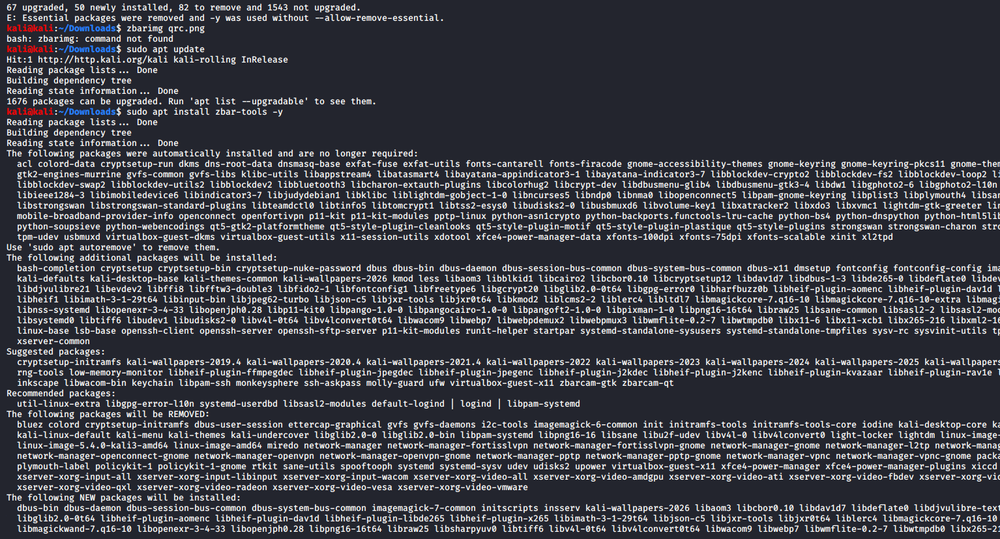 67 upgraded, 50 newly installed, 82 to remove and 1543 not upgraded.
E: Essential packages were removed and -y was used without --allow-remove-essential.
kali@kali:~/Downloads$ zbarimg qrc.png
bash: zbarimg: command not found
kali@kali:~/Downloads$ sudo apt update
Hit:1 http://http.kali.org/kali kali-rolling InRelease
Reading package lists... Done
Building dependency tree
Reading state information... Done
1676 packages can be upgraded. Run 'apt list --upgradable' to see them.
kali@kali:~/Downloads$ sudo apt install zbar-tools -y
Reading package lists... Done
Building dependency tree
Reading state information... Done
The following packages were automatically installed and are no longer required:
acl colord-data cryptsetup-run dkms dns-root-data dnsmasq-base exfat-fuse exfat-utils fonts-cantarell fonts-firacode gnome-accessibility-themes gnome-keyring gnome-keyring-pkcs11 gnome-them
gtk2-engines-murrine gvfs-common gvfs-libs klibc-utils libappstream4 libatasmart4 libayatana-appindicator3-1 libayatana-indicator3-7 libblockdev-crypto2 libblockdev-fs2 libblockdev-loop2 li
libblockdev-swap2 libblockdev-utils2 libblockdev2 libbluetooth3 libcharon-extauth-plugins libcolorhug2 libcrypt-dev libdbusmenu-glib4 libdbusmenu-gtk3-4 libdw1 libgphoto2-6 libgphoto2-l10n
libieee1284-3 libimobiledevice6 libindicator3-7 libjudydebian1 libklibc liblightdm-gobject-1-0 libncurses5 libndp0 libnma0 libopenconnect5 libpam-gnome-keyring libplist3 libplymouth4 libsan
libstrongswan libstrongswan-standard-plugins libteamdctl0 libtinfo5 libtomcrypt1 libtss2-esys0 libudisks2-0 libusbmuxd6 libvolume-key1 libxatracker2 libxdo3 libxvmc1 lightdm-gtk-greeter lin
mobile-broadband-provider-info openconnect openfortivpn p11-kit p11-kit-modules pptp-linux python-asn1crypto python-backports.functools-lru-cache python-bs4 python-dnspython python-html5lib
python-soupsieve python-webencodings qt5-gtk2-platformtheme qt5-style-plugin-cleanlooks qt5-style-plugin-motif qt5-style-plugin-plastique qt5-style-plugins strongswan strongswan-charon stro
tpm-udev usbmuxd virtualbox-guest-dkms virtualbox-guest-utils x11-session-utils xdotool xfce4-power-manager-data xfonts-100dpi xfonts-75dpi xfonts-scalable xinit xl2tpd
Use 'sudo apt autoremove' to remove them.
The following additional packages will be installed:
bash-completion cryptsetup cryptsetup-bin cryptsetup-nuke-password dbus dbus-bin dbus-daemon dbus-session-bus-common dbus-system-bus-common dbus-x11 dmsetup fontconfig fontconfig-config ima
kali-defaults kali-desktop-base kali-themes-common kali-wallpapers-2026 kmod less libaom3 libblkid1 libcairo2 libcbor0.10 libcryptsetup12 libdav1d7 libdbus-1-3 libde265-0 libdeflate0 libdev
libdjvulibre21 libevdev2 libffi8 libfftw3-double3 libfido2-1 libfontconfig1 libfreetype6 libgcrypt20 libglib2.0-0t64 libgpg-error0 libharfbuzz0b libheif-plugin-aomenc libheif-plugin-dav1d l
libheif1 libimath-3-1-29t64 libinput-bin libjpeg62-turbo libjson-c5 libjxr-tools libjxr0t64 libkmod2 liblcms2-2 liblerc4 libltdl7 libmagickcore-7.q16-10 libmagickcore-7.q16-10-extra libmagi
libnss-systemd libopenexr-3-4-33 libopenjph0.28 libp11-kit0 libpango-1.0-0 libpangocairo-1.0-0 libpangoft2-1.0-0 libpixman-1-0 libpng16-16t64 libraw25 libsane-common libsasl2-2 libsasl2-mod
libsystemd0 libtiff6 libudev1 libudisks2-0 libv4l-0t64 libv4lconvert0t64 libwacom9 libwebp7 libwebpdemux2 libwebpmux3 libwmflite-0.2-7 libwtmpdb0 libx11-6 libx11-xcb1 libx265-216 libxml2-16
linux-base lsb-base openssh-client openssh-server openssh-sftp-server p11-kit-modules runit-helper startpar systemd-standalone-sysusers systemd-standalone-tmpfiles sysv-rc sysvinit-utils tp
xserver-common
Suggested packages:
cryptsetup-initramfs kali-wallpapers-2019.4 kali-wallpapers-2020.4 kali-wallpapers-2021.4 kali-wallpapers-2022 kali-wallpapers-2023 kali-wallpapers-2024 kali-wallpapers-2025 kali-wallpapers
rng-tools low-memory-monitor libheif-plugin-ffmpegdec libheif-plugin-jpegdec libheif-plugin-jpegenc libheif-plugin-j2kdec libheif-plugin-j2kenc libheif-plugin-kvazaar libheif-plugin-rav1e l
inkscape libwacom-bin keychain libpam-ssh monkeysphere ssh-askpass molly-guard ufw virtualbox-guest-x11 zbarcam-gtk zbarcam-qt
Recommended packages:
util-linux-extra libgpg-error-l10n systemd-userdbd libsasl2-modules default-logind | logind | libpam-systemd
The following packages will be REMOVED:
bluez colord cryptsetup-initramfs dbus-user-session ettercap-graphical gvfs gvfs-daemons i2c-tools imagemagick-6-common init initramfs-tools initramfs-tools-core iodine kali-desktop-core ka
kali-linux-default kali-menu kali-themes kali-undercover libglib2.0-0 libglib2.0-bin libpam-systemd libpng16-16 libsane libu2f-udev libv4l-0 libv4lconvert0 light-locker lightdm linux-image-
linux-image-5.4.0-kali3-amd64 linux-image-amd64 miredo network-manager network-manager-fortisslvpn network-manager-fortisslvpn-gnome network-manager-gnome network-manager-l2tp network-manag
network-manager-openconnect-gnome network-manager-openvpn network-manager-openvpn-gnome network-manager-pptp network-manager-pptp-gnome network-manager-vpnc network-manager-vpnc-gnome packa
plymouth-label policykit-1 policykit-1-gnome rtkit sane-utils spooftooph systemd systemd-sysv udev udisks2 upower virtualbox-guest-x11 xfce4-power-manager xfce4-power-manager-plugins xiccd
xserver-xorg-input-all xserver-xorg-input-libinput xserver-xorg-input-wacom xserver-xorg-video-all xserver-xorg-video-amdgpu xserver-xorg-video-ati xserver-xorg-video-fbdev xserver-xorg-vid
xserver-xorg-video-qxl xserver-xorg-video-radeon xserver-xorg-video-vesa xserver-xorg-video-vmware
The following NEW packages will be installed:
dbus-bin dbus-daemon dbus-session-bus-common dbus-system-bus-common imagemagick-7-common initscripts insserv kali-wallpapers-2026 libaom3 libcbor0.10 libdav1d7 libdeflate0 libdjvulibre-text
libglib2.0-0t64 libheif-plugin-aomenc libheif-plugin-dav1d libheif-plugin-libde265 libheif-plugin-x265 libimath-3-1-29t64 libjson-c5 libjxr-tools libjxr0t64 liblerc4 libmagickcore-7.q16-10
libmagickwand-7.q16-10 libopenexr-3-4-33 libopenjph0.28 libpng16-16t64 libraw25 libsharpyuv0 libtiff6 libv4l-0t64 libv4lconvert0t64 libwacom9 libwebp7 libwmflite-0.2-7 libwtmpdb0 libx265-21